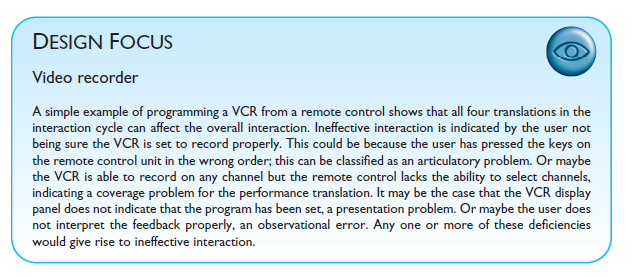 DESIGN FOCUS
Video recorder
A simple example of programming a VCR from a remote control shows that all four translations in the
interaction cycle can affect the overall interaction. Ineffective interaction is indicated by the user not
being sure the VCR is set to record properly. This could be because the user has pressed the keys on
the remote control unit in the wrong order; this can be classified as an articulatory problem. Or maybe
the VCR is able to record on any channel but the remote control lacks the ability to select channels,
indicating a coverage problem for the performance translation. It may be the case that the VCR display
panel does not indicate that the program has been set, a presentation problem. Or maybe the user does
not interpret the feedback properly, an observational error. Any one or more of these deficiencies
would give rise to ineffective interaction.